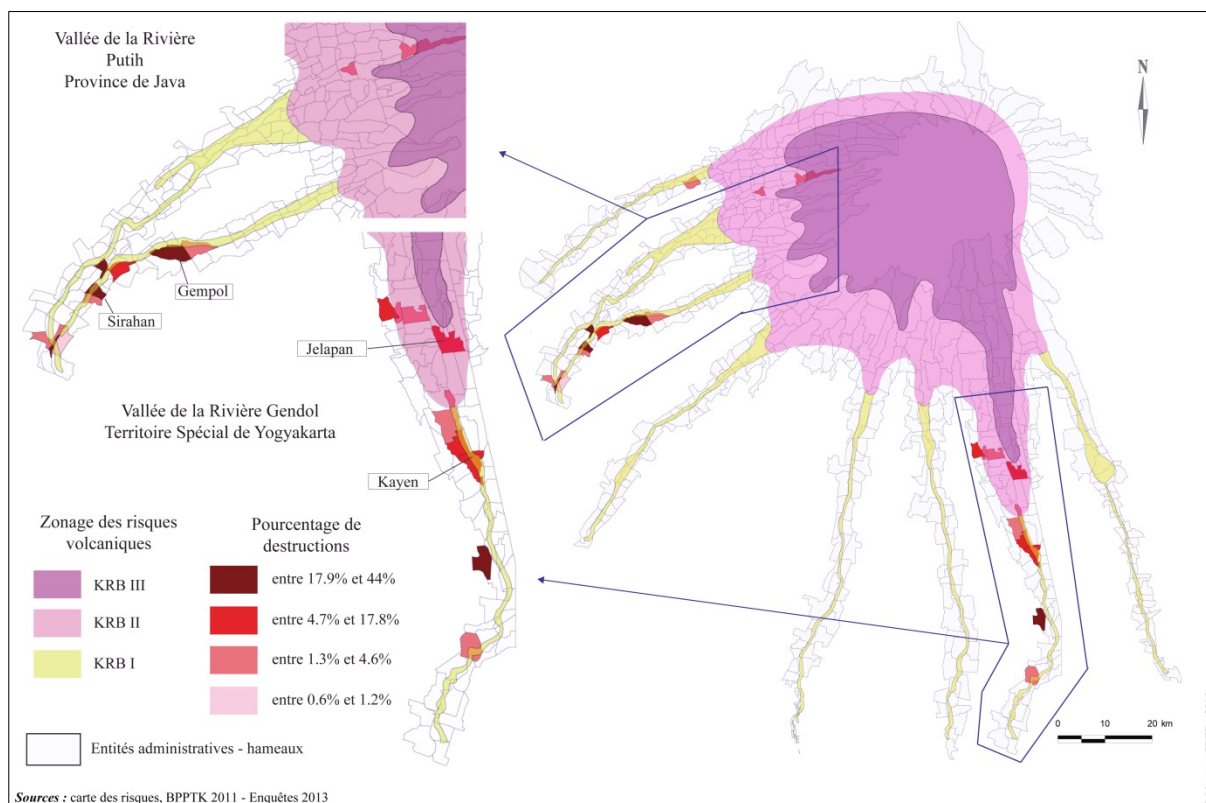 Vallée de la Rivière
Putih
Province de Java
N
Gempol
Sirahan
Jelapan
Vallée de la Rivière Gendol
Territoire Spécial de Yogyakarta
Kayen
Zonage des risques
volcaniques
KRB III
KRB II
KRB I
Pourcentage de
destructions
entre 17.9% et 44%
entre 4.7% et 17.8%
entre 1.3% et 4.6%
entre 0.6% et 1.2%
Entités administratives - hameaux
0 10 20 km
Sources : carte des risques, BPPTK 2011 - Enquêtes 2013